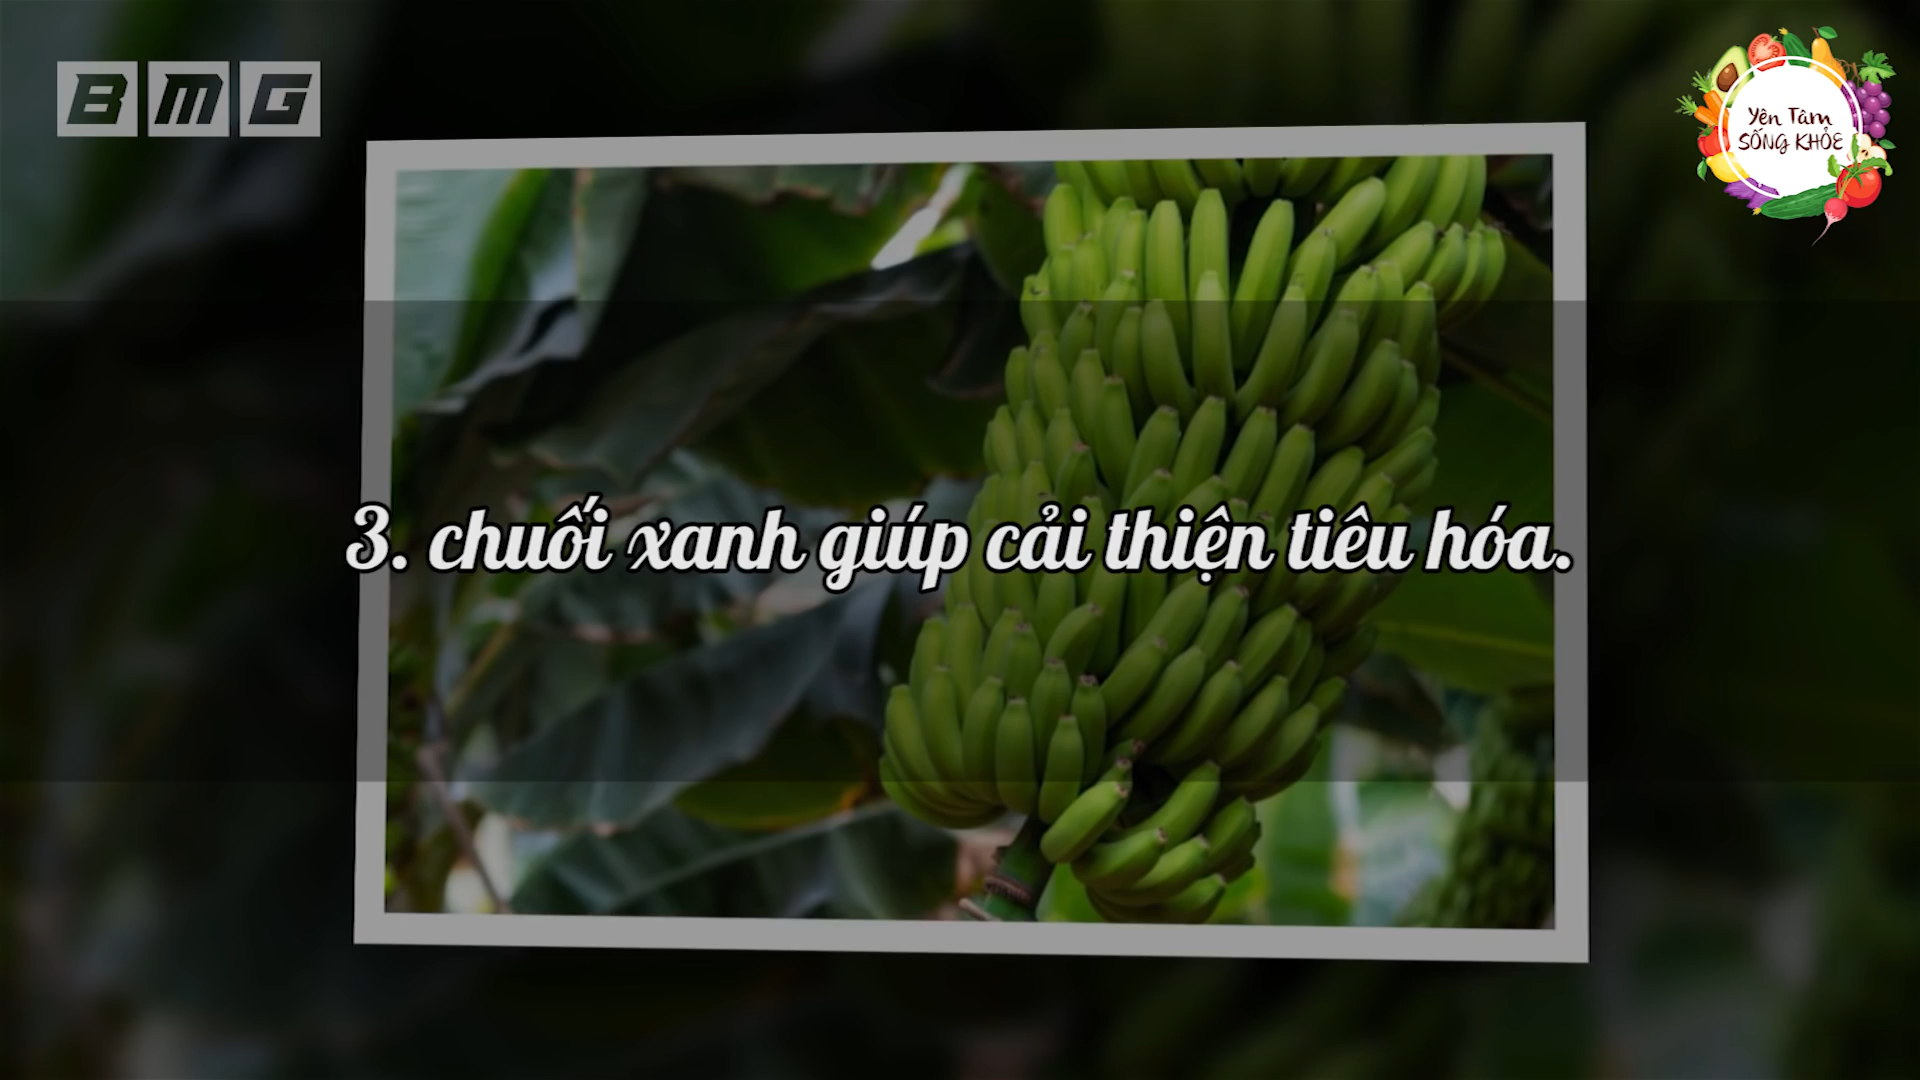 BMG
Yên Tâm
SỐNG KHỎE
3. chuối xanh giúp cải thiện tiêu hóa.